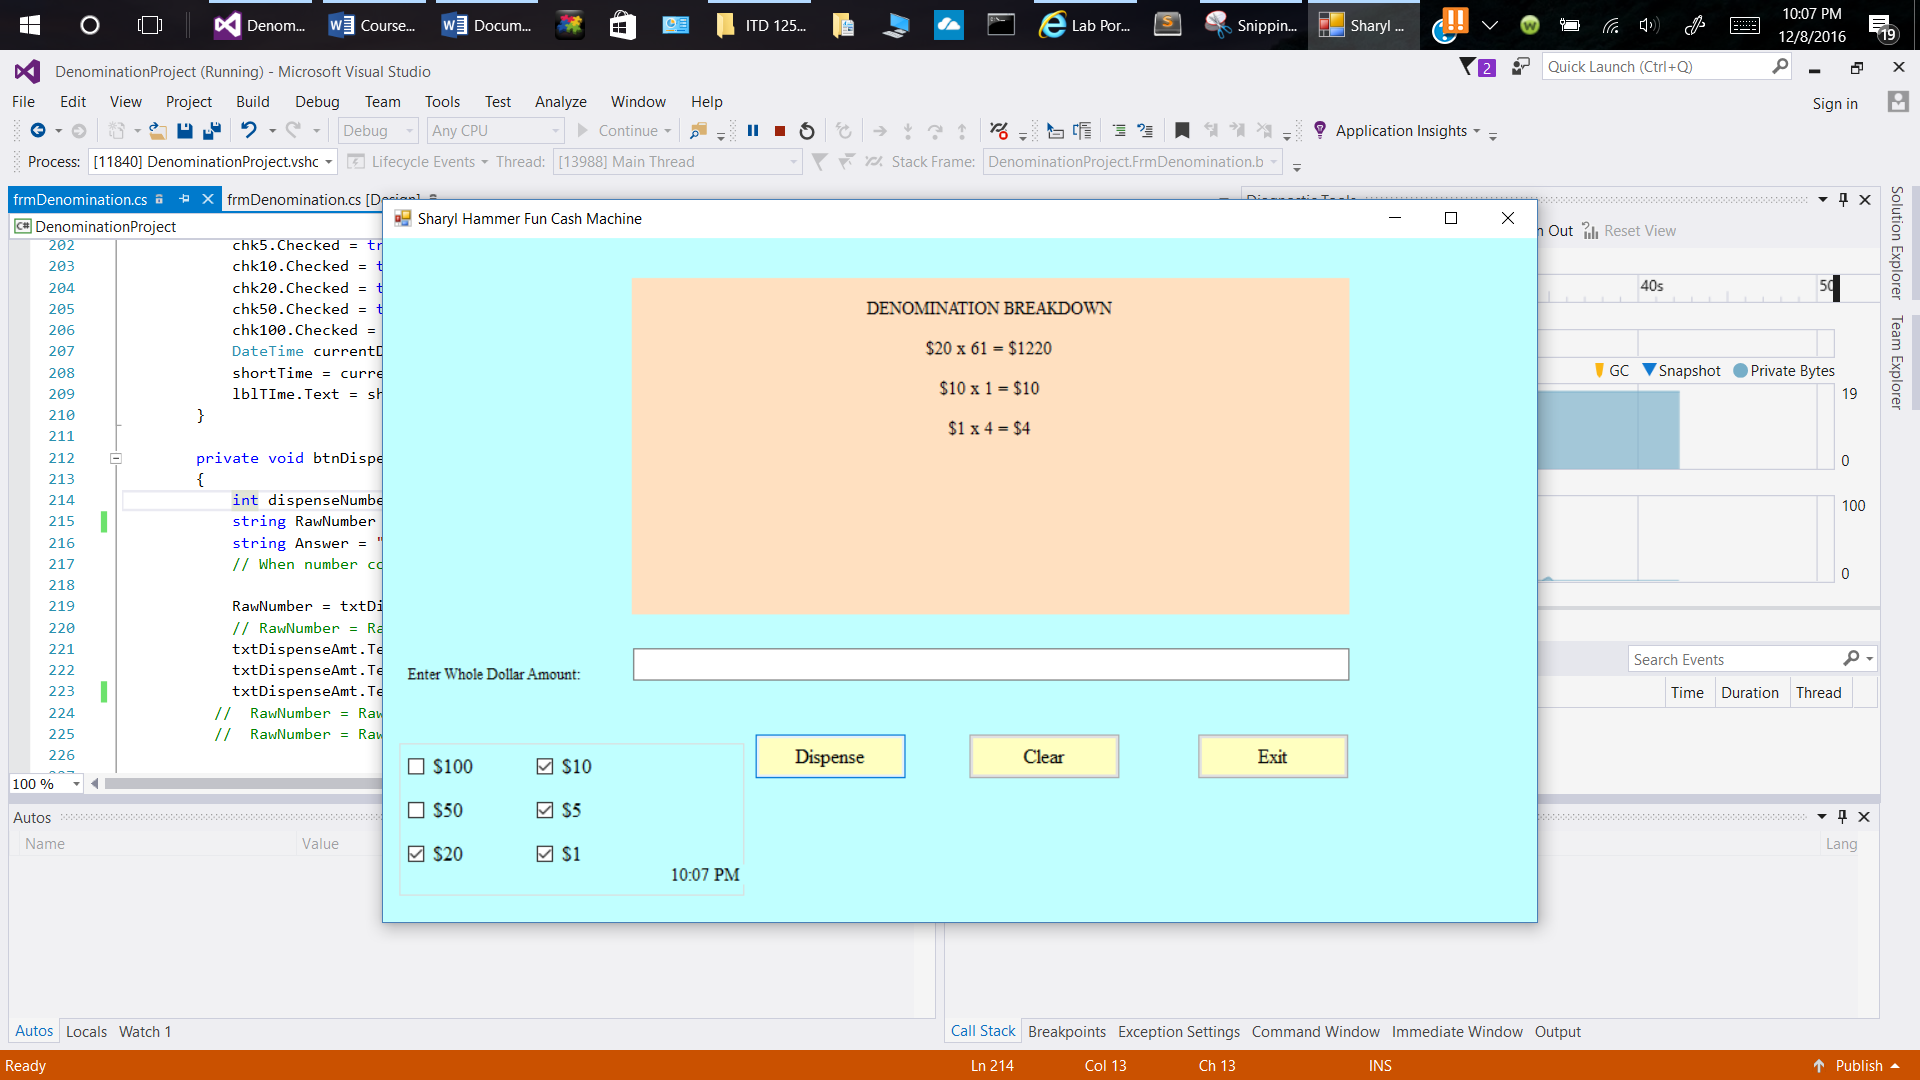 Denom...
Course...
Docum...
ITD 125...
Lab Por...
Snippin...
Sharyl ...
10:07 PM
12/8/2016
19
DenominationProject (Running) - Microsoft Visual Studio
2
Quick Launch (Ctrl+Q)
File Edit View Project Build Debug Team Tools Test Analyze Window Help
Sign in
Debug Any CPU Continue Application Insights
Process: [11840] DenominationProject.vshc Lifecycle Events Thread: [13988] Main Thread Stack Frame: DenominationProject.FrmDenomination.b
frmDenomination.cs frmDenomination.cs [Design]
Diagnostic Tools
DenominationProject
Sharyl Hammer Fun Cash Machine
Out Reset View
202 chk5.Checked = tr
203 chk10.Checked = t
204 chk20.Checked = t
205 chk50.Checked = t
206 chk100.Checked =
207 DateTime currentD
208 shortTime = curre
209 lblTIme.Text = sh
210 }
211
212 private void btnDispe
213 {
214 int dispenseNumbe
215 string RawNumber
216 string Answer = "
217 // When number co
218
219 RawNumber = txtDi
220 // RawNumber = Ra
221 txtDispenseAmt.Te
222 txtDispenseAmt.Te
223 txtDispenseAmt.Te
224 // RawNumber = Raw
225 // RawNumber = Raw
226
100 %
DENOMINATION BREAKDOWN
$20 x 61 = $1220
$10 x 1 = $10
$1 x 4 = $4
Enter Whole Dollar Amount:
Dispense
Clear
Exit
$100 $10
$50 $5
$20 $1
10:07 PM
40s
50
GC Snapshot Private Bytes
19
0
100
0
Search Events
Time Duration Thread
Solution Explorer
Team Explorer
Autos
Name Value
Lang
Autos Locals Watch 1
Call Stack Breakpoints Exception Settings Command Window Immediate Window Output
Ready
Ln 214 Col 13 Ch 13 INS
Publish